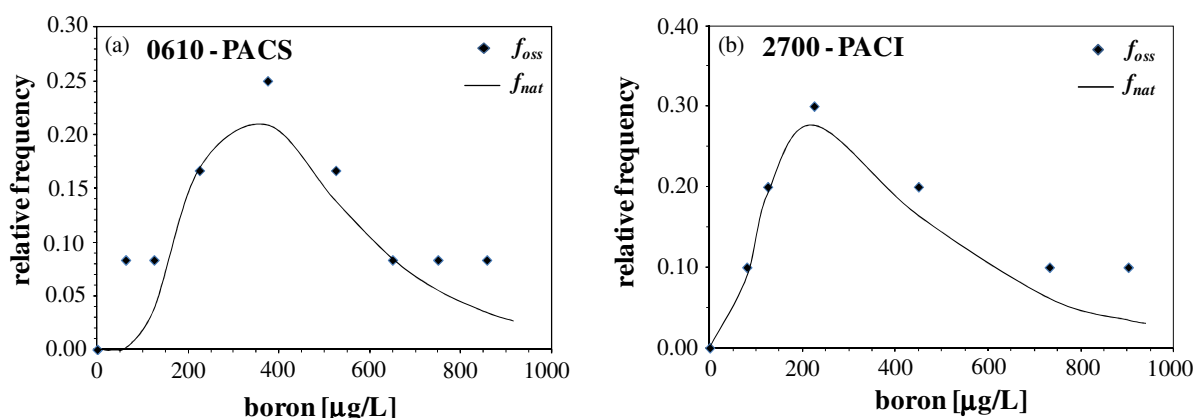 (a) 0610 - PACS
f_oss
f_nat
relative frequency
0.30
0.25
0.20
0.15
0.10
0.05
0.00
0 200 400 600 800 1000
boron [µg/L]
(b) 2700 - PACI
f_oss
f_nat
relative frequency
0.40
0.30
0.20
0.10
0.00
0 200 400 600 800 1000
boron [µg/L]